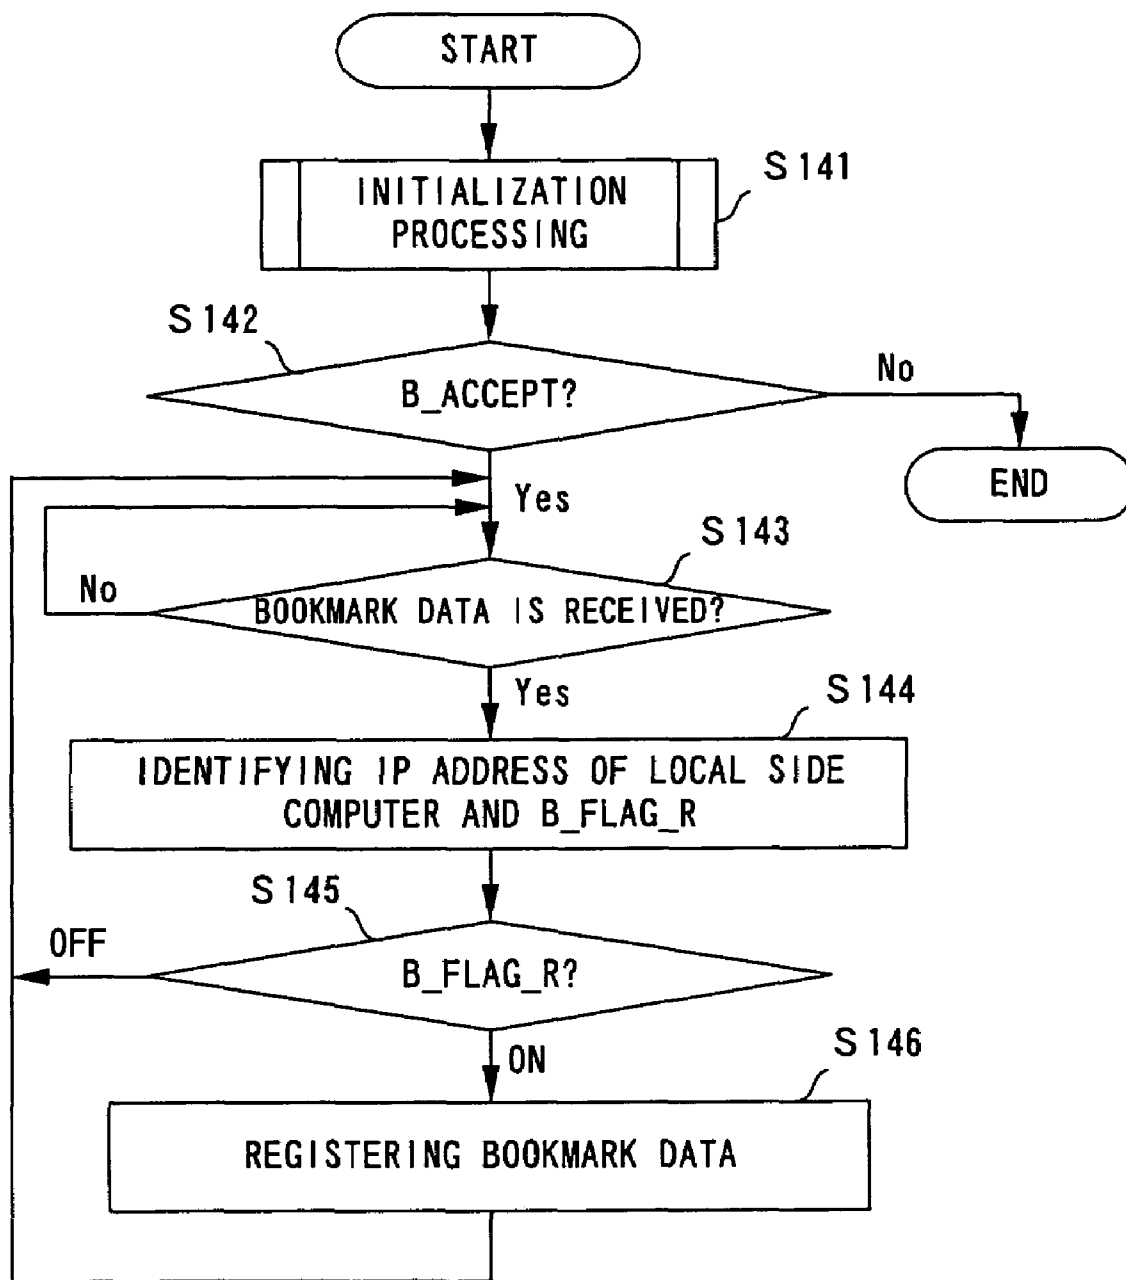 START
INITIALIZATION
PROCESSING
S141
S142
B_ACCEPT?
No
END
Yes
S143
BOOKMARK DATA IS RECEIVED?
No
Yes
S144
IDENTIFYING IP ADDRESS OF LOCAL SIDE
COMPUTER AND B_FLAG_R
S145
OFF
B_FLAG_R?
ON
S146
REGISTERING BOOKMARK DATA